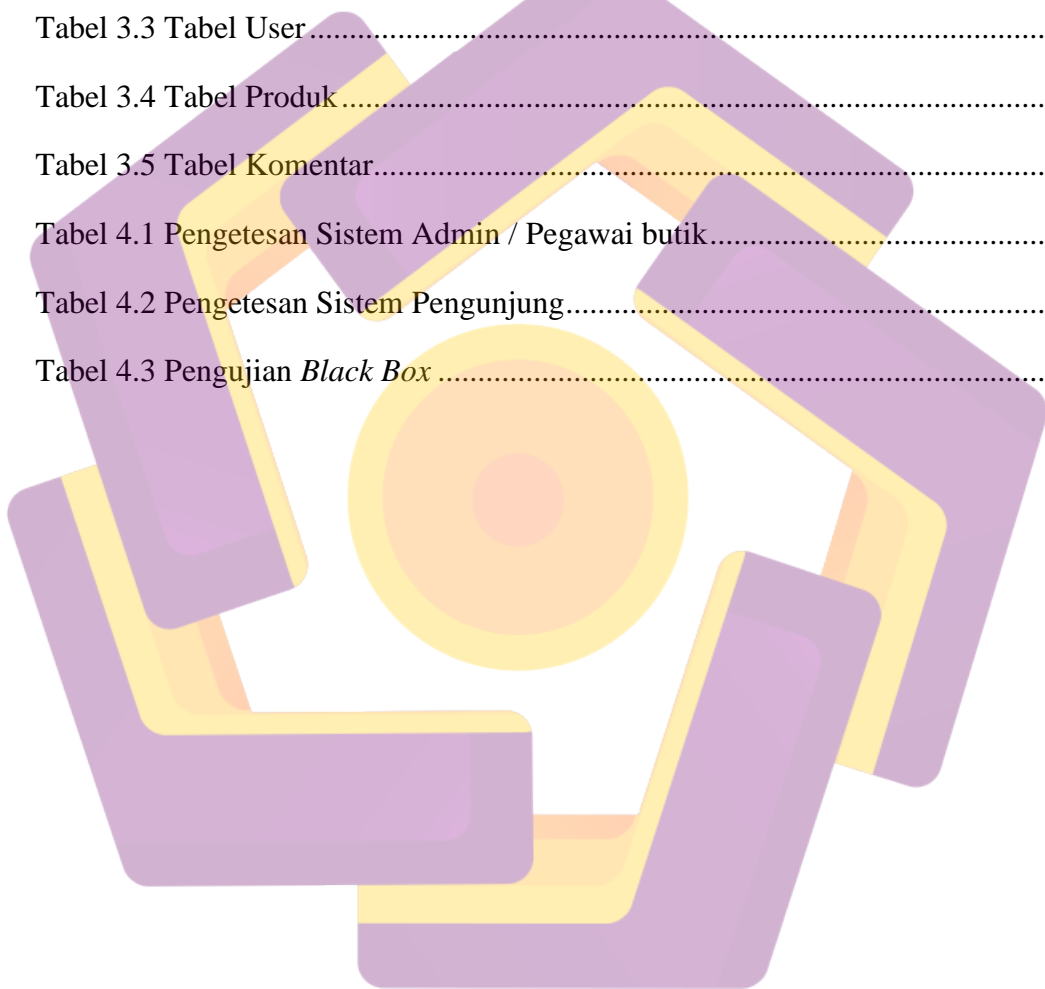 Tabel 3.3 Tabel User...........................................................................................
Tabel 3.4 Tabel Produk.......................................................................................
Tabel 3.5 Tabel Komentar...................................................................................
Tabel 4.1 Pengetesan Sistem Admin / Pegawai butik.........................................
Tabel 4.2 Pengetesan Sistem Pengunjung...........................................................
Tabel 4.3 Pengujian Black Box...........................................................................